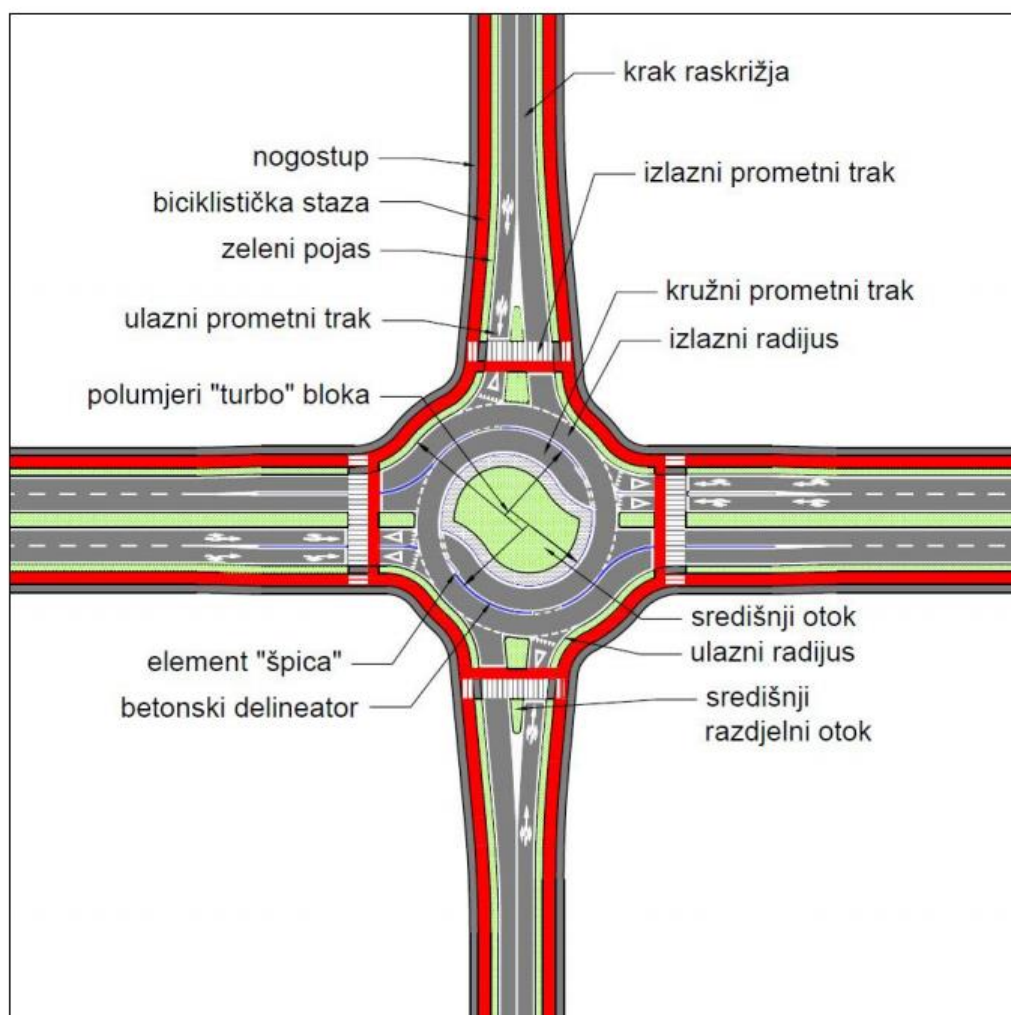 krak raskrižja
nogostup
izlazni prometni trak
biciklistička staza
zeleni pojas
kružni prometni trak
ulazni prometni trak
izlazni radijus
polumjeri "turbo" bloka
središnji otok
element "špica"
ulazni radijus
betonski delineator
središnji
razdjelni otok